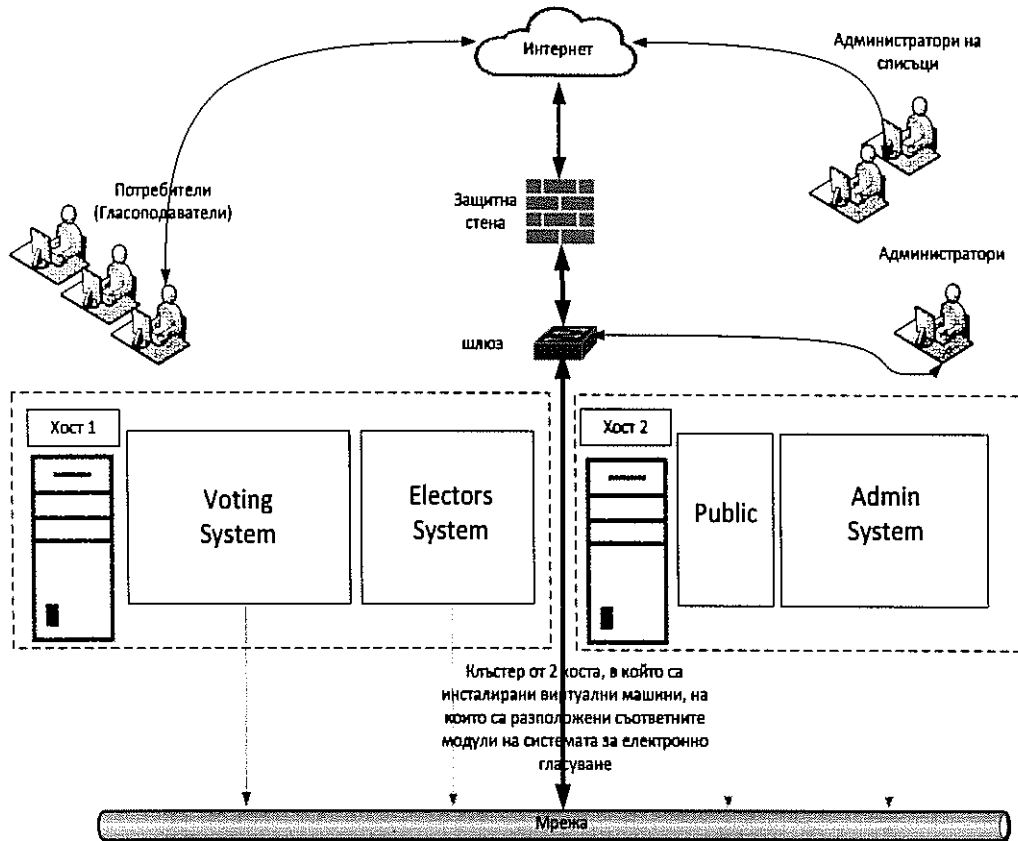 Интернет
Администратори на
списъци
Потребители
(Гласоподаватели)
Защитна
стена
Администратори
шлюз
Хост 1
Voting
System
Electors
System
Хост 2
Public
Admin
System
Клъстер от 2 хоста, в който са
инсталирани виртуални машини, на
които са разположени съответните
модули на системата за електронно
гласуване
Мрежа